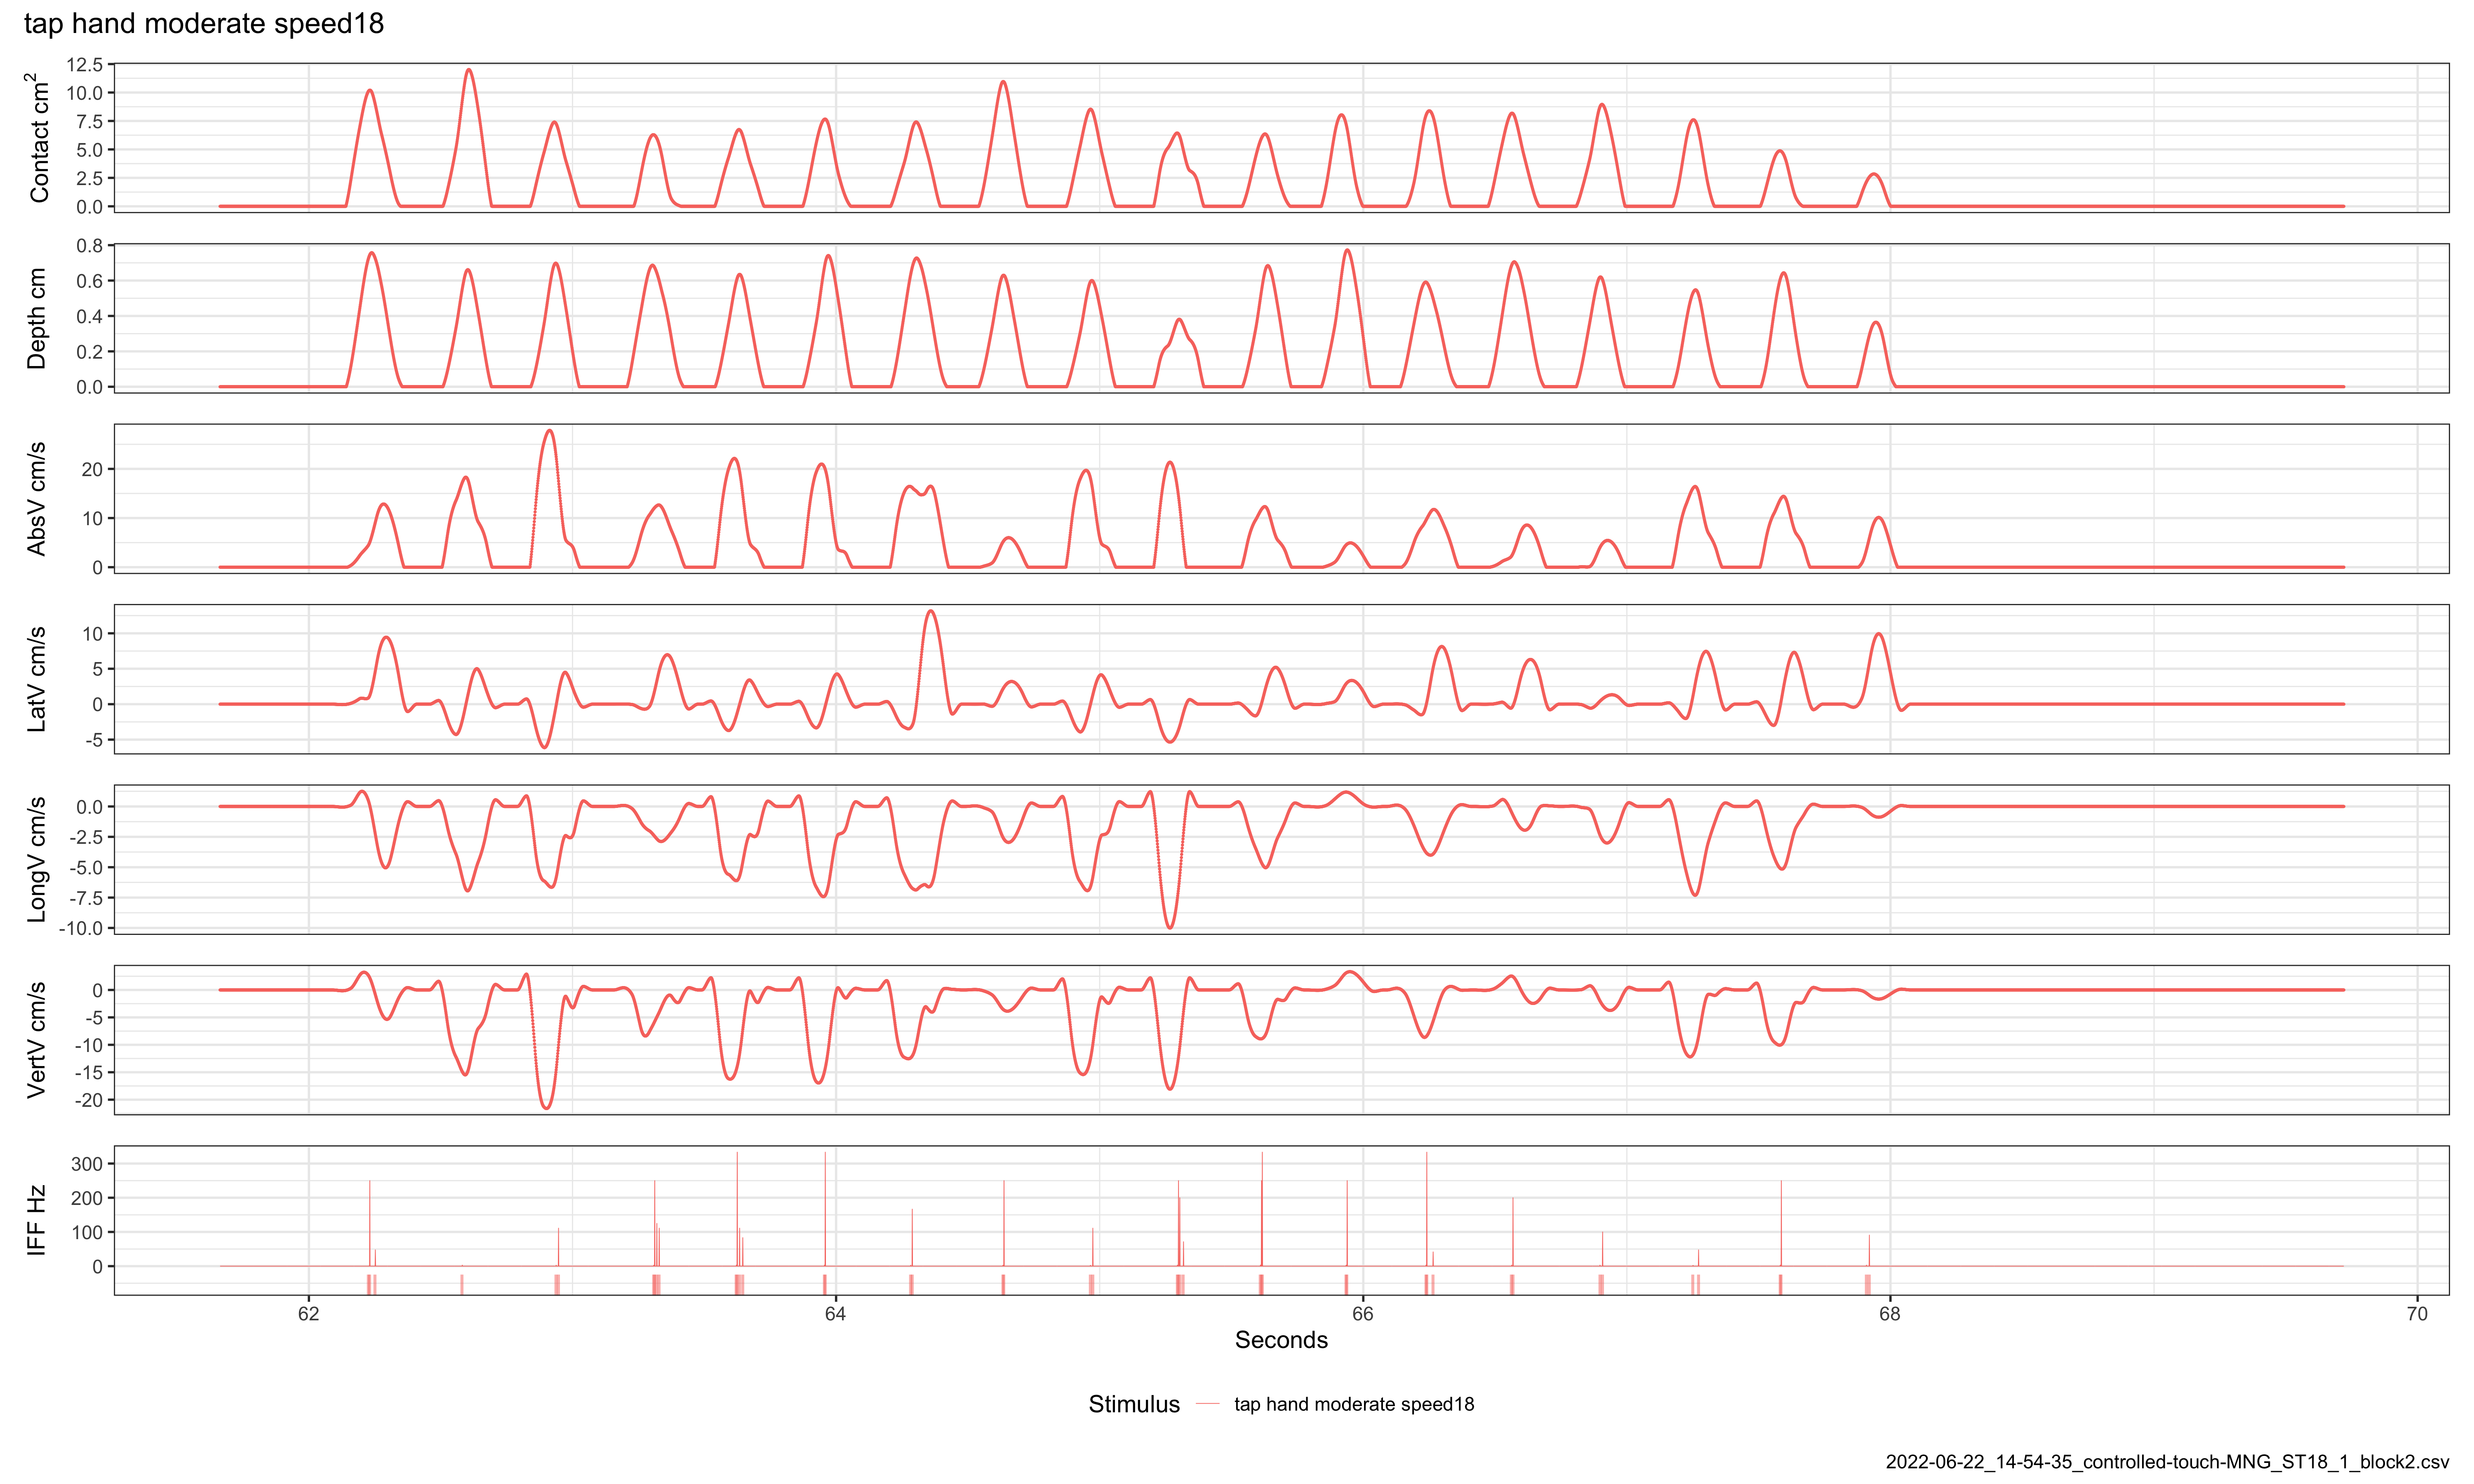 tap hand moderate speed18
Contact cm²
12.5
10.0
7.5
5.0
2.5
0.0
Depth cm
0.8
0.6
0.4
0.2
0.0
AbsV cm/s
20
10
0
LatV cm/s
10
5
0
-5
LongV cm/s
0.0
-2.5
-5.0
-7.5
-10.0
VertV cm/s
0
-5
-10
-15
-20
IFF Hz
300
200
100
0
62 64 66 68 70
Seconds
Stimulus tap hand moderate speed18
2022-06-22_14-54-35_controlled-touch-MNG_ST18_1_block2.csv